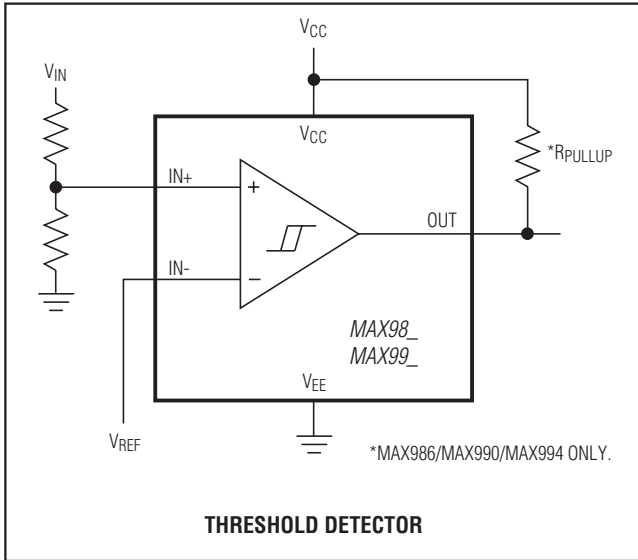 VCC
VIN
VCC
*RPULLUP
IN+
+
OUT
IN-
−
MAX98_
MAX99_
VEE
VREF
*MAX986/MAX990/MAX994 ONLY.
THRESHOLD DETECTOR